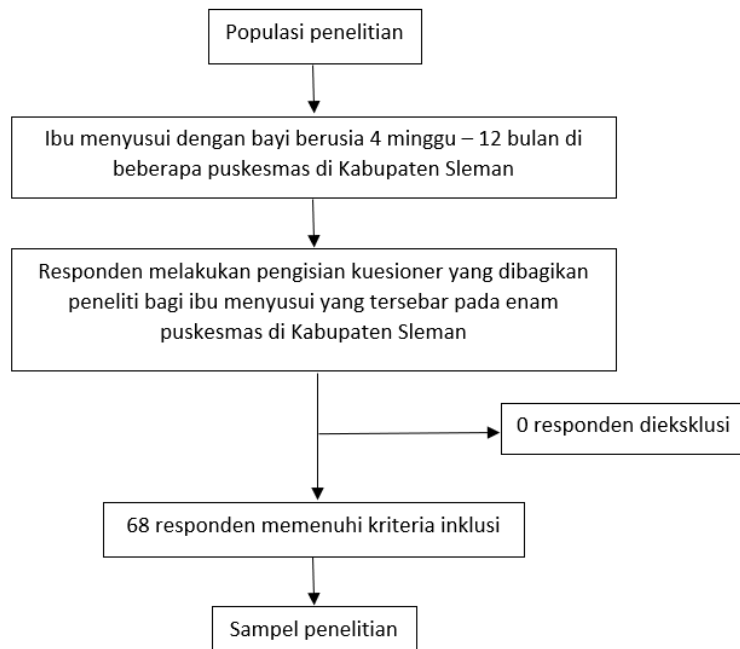 Populasi penelitian
Ibu menyusui dengan bayi berusia 4 minggu – 12 bulan di
beberapa puskesmas di Kabupaten Sleman
Responden melakukan pengisian kuesioner yang dibagikan
peneliti bagi ibu menyusui yang tersebar pada enam
puskesmas di Kabupaten Sleman
0 responden dieksklusi
68 responden memenuhi kriteria inklusi
Sampel penelitian